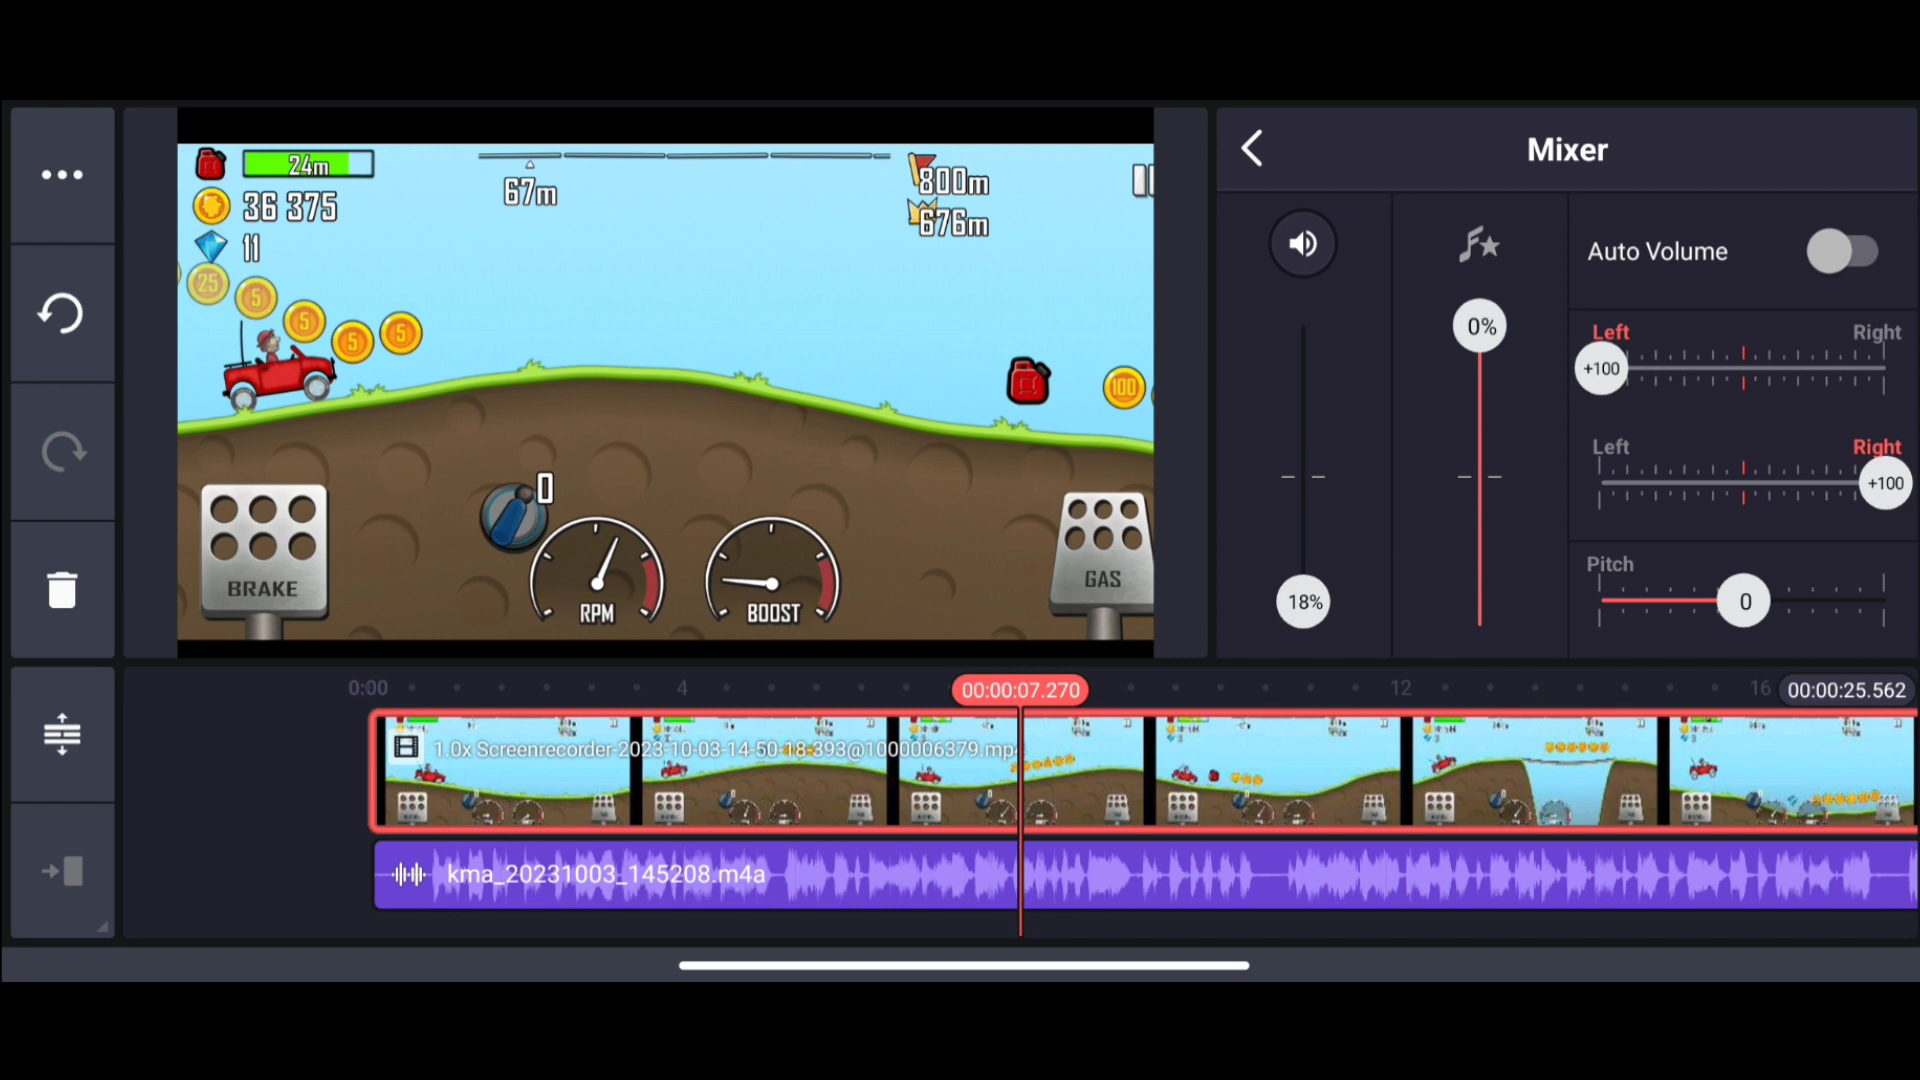 Mixer
24m
36 375
11
67m
800m
676m
25
5
5
5
5
100
0
BRAKE
RPM
BOOST
GAS
Auto Volume
0%
18%
Left Right
+100
Left Right
+100
Pitch
0
0:00 4 00:00:07.270 12 16 00:00:25.562
1.0x Screenrecorder-2023-10-03-14-50-18-393@1000006379.mp4
kma_20231003_145208.m4a